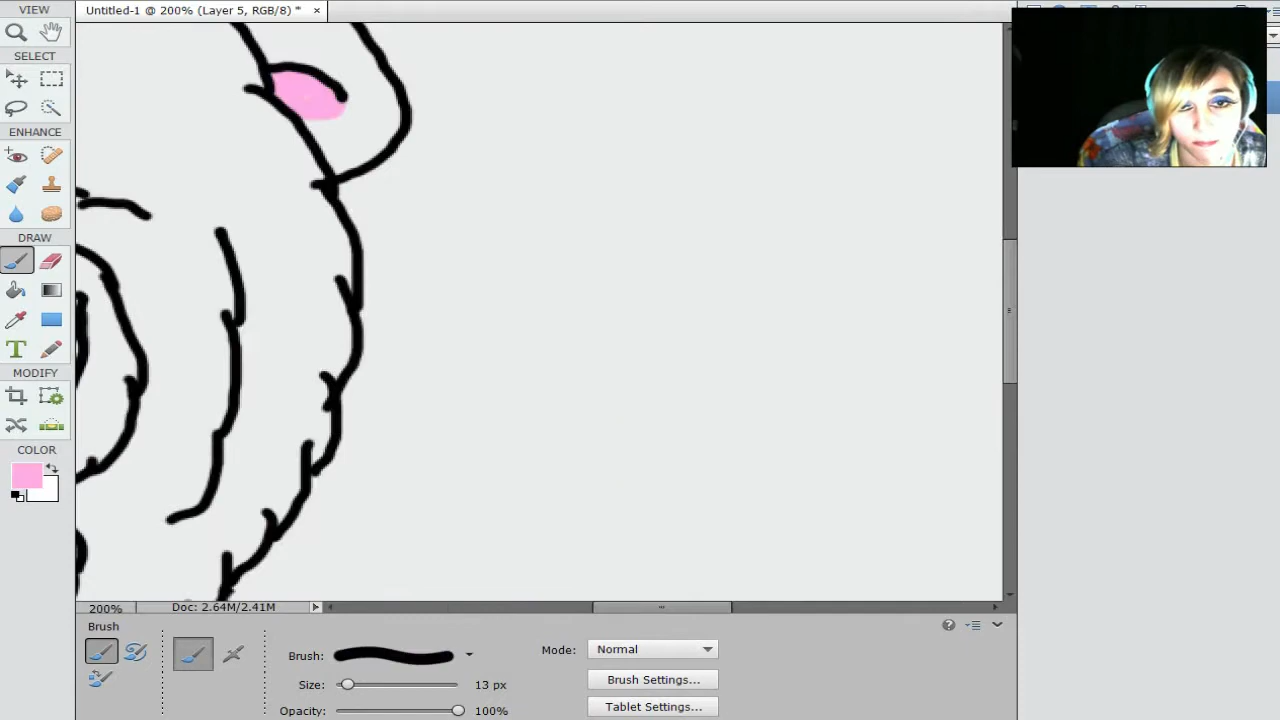 VIEW
Untitled-1 @ 200% (Layer 5, RGB/8) * ×
SELECT
ENHANCE
DRAW
T
MODIFY
COLOR
200% Doc: 2.64M/2.41M
Brush
Brush:
Mode: Normal
Size: 13 px
Brush Settings...
Opacity: 100%
Tablet Settings...